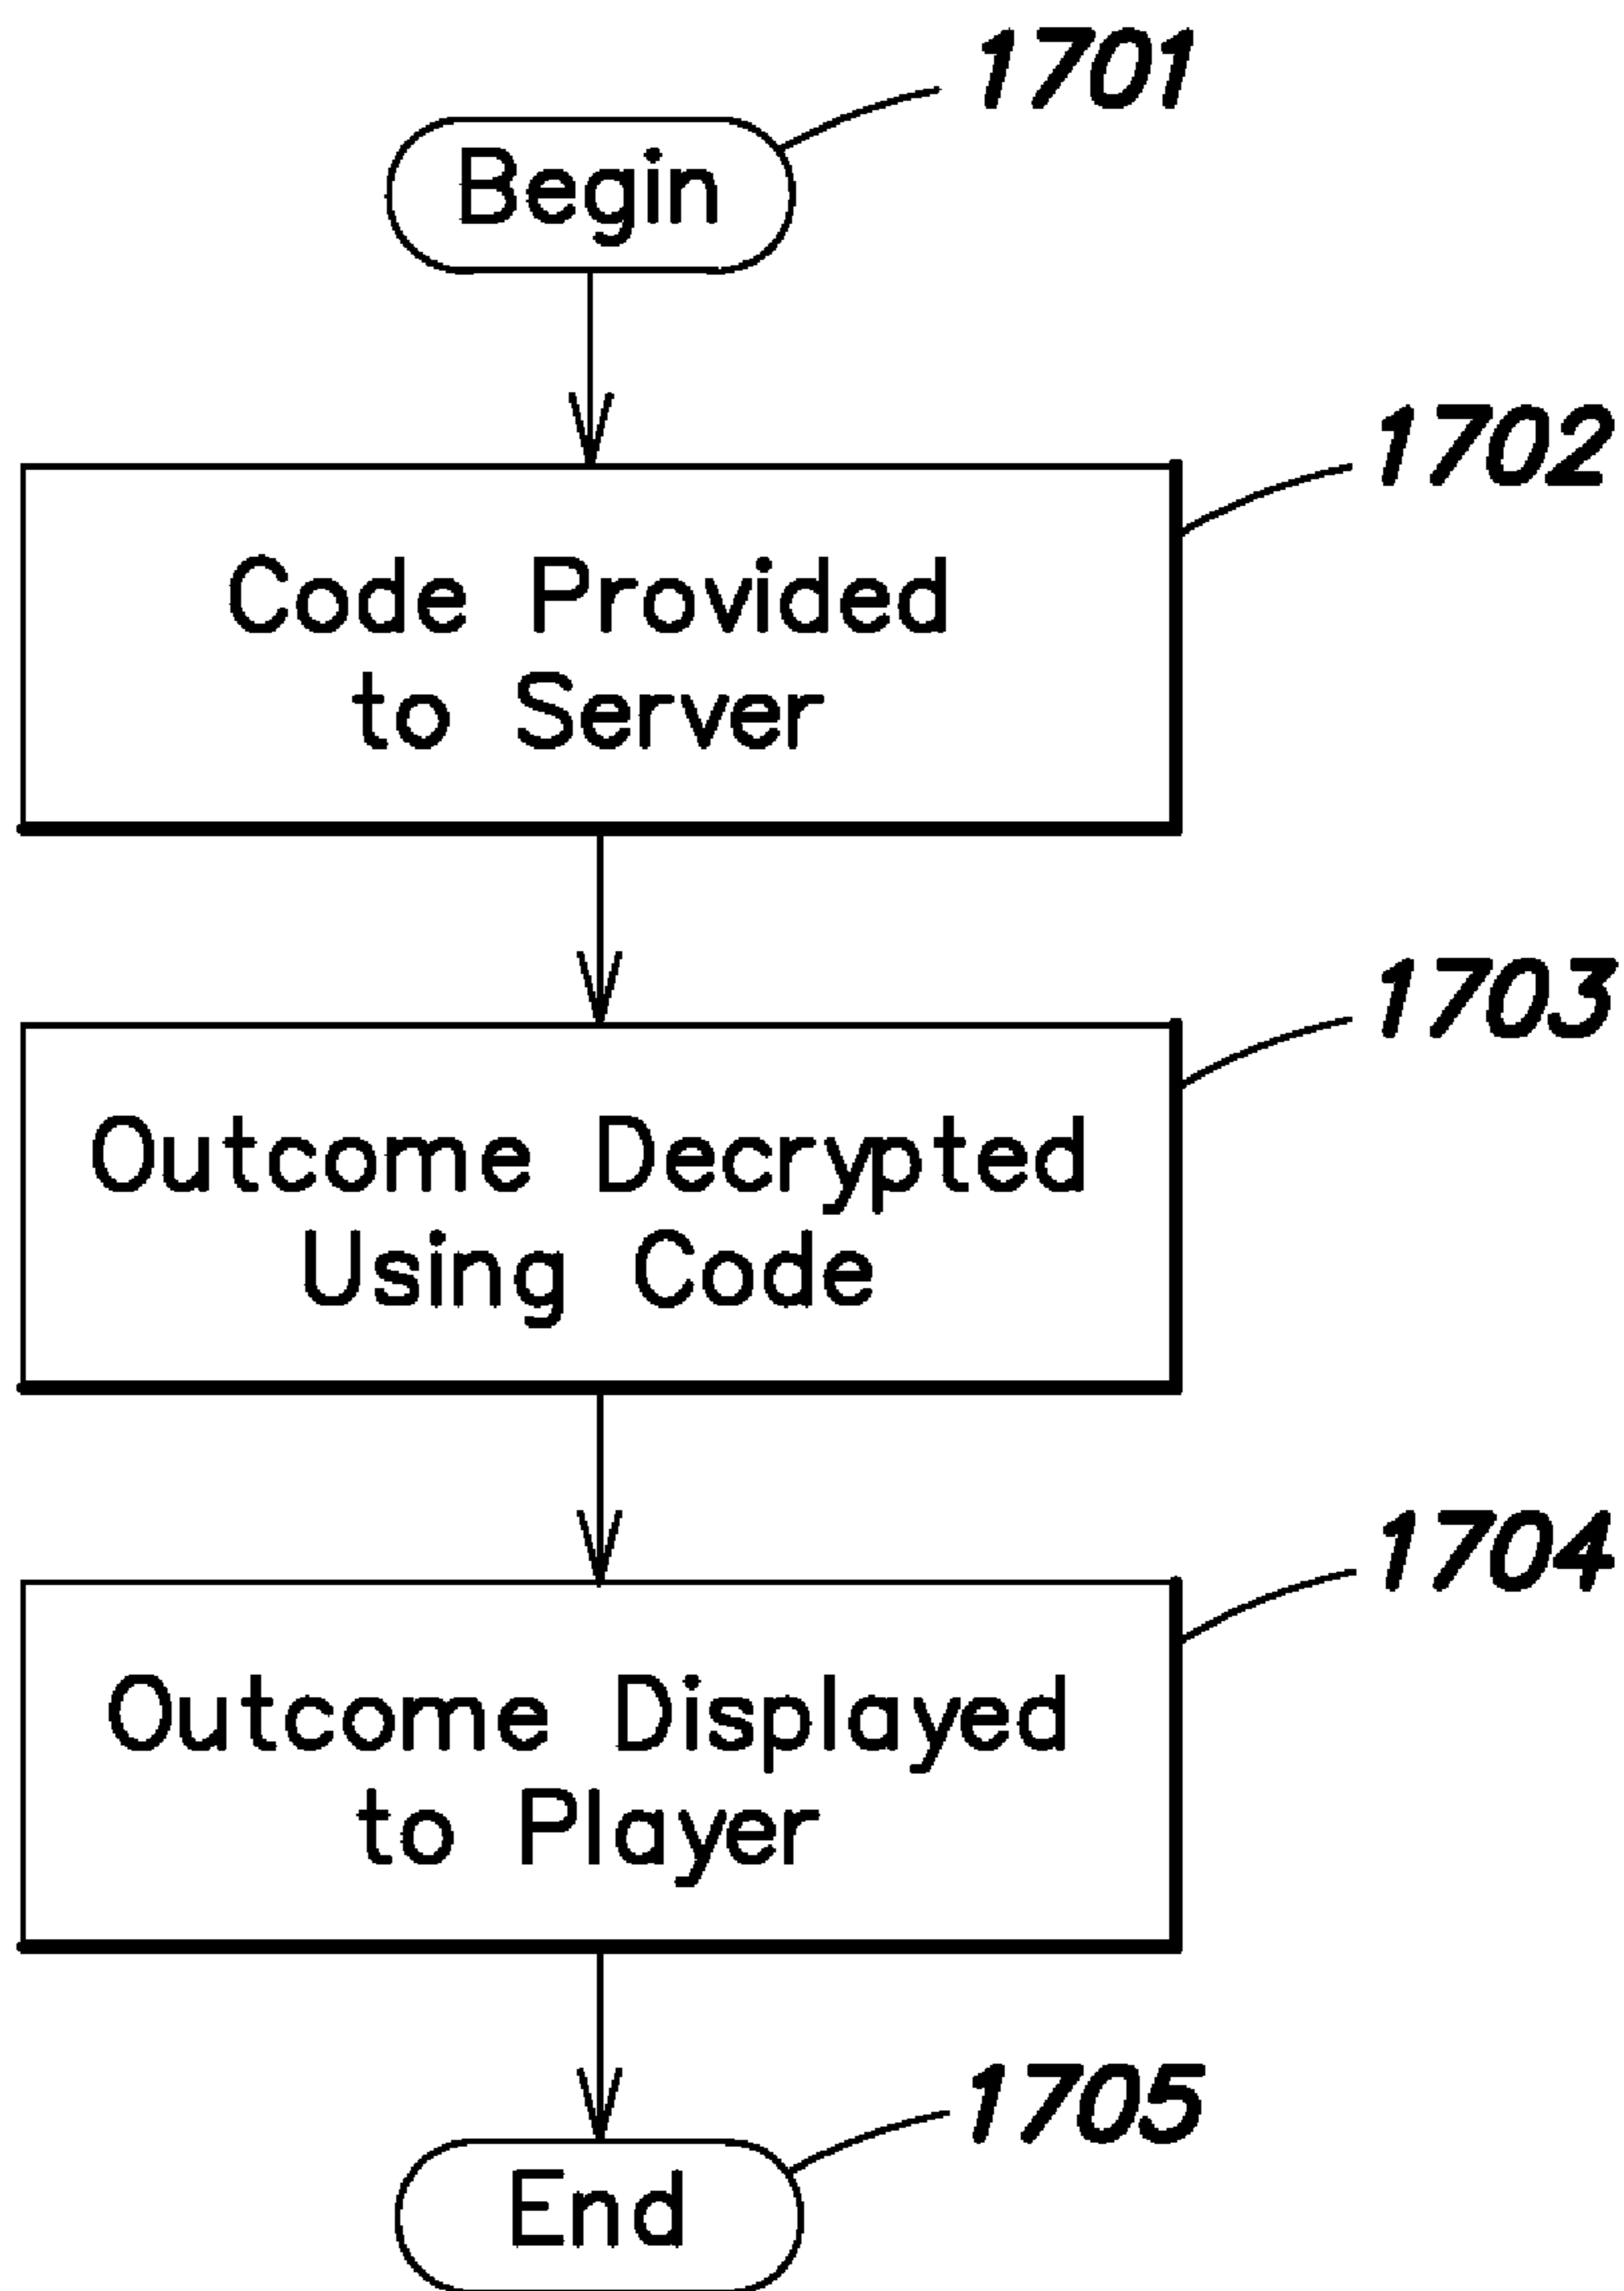 1701
Begin
1702
Code Provided
to Server
1703
Outcome Decrypted
Using Code
1704
Outcome Displayed
to Player
1705
End